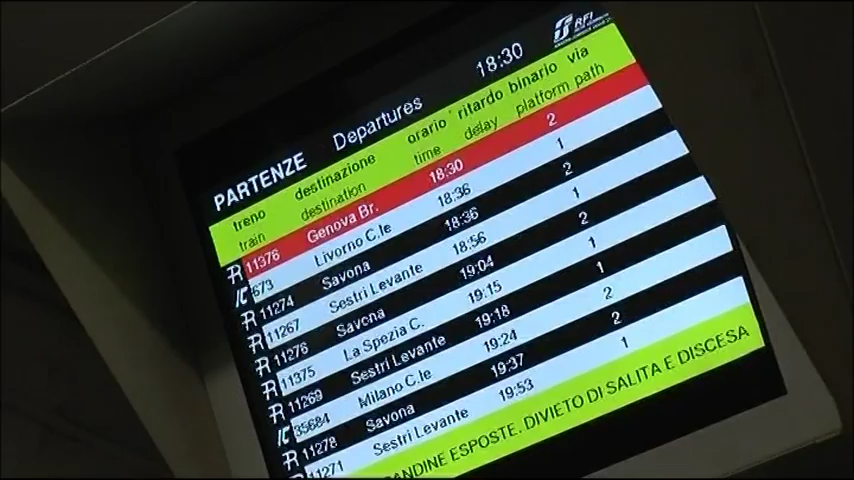 PARTENZE Departures 18:30 RFI
treno destinazione orario ritardo binario via
train destination time delay platform path
R 11376 Genova Br. 18:30 2
IC 673 Livorno C.le 18:36 1
R 11274 Savona 18:36 2
R 11267 Sestri Levante 18:56 1
R 11276 Savona 19:04 2
R 11375 La Spezia C. 19:15 1
R 11269 Sestri Levante 19:18 1
IC 35684 Milano C.le 19:24 2
R 11278 Savona 19:37 2
R 11271 Sestri Levante 19:53 1
ANDINE ESPOSTE. DIVIETO DI SALITA E DISCESA